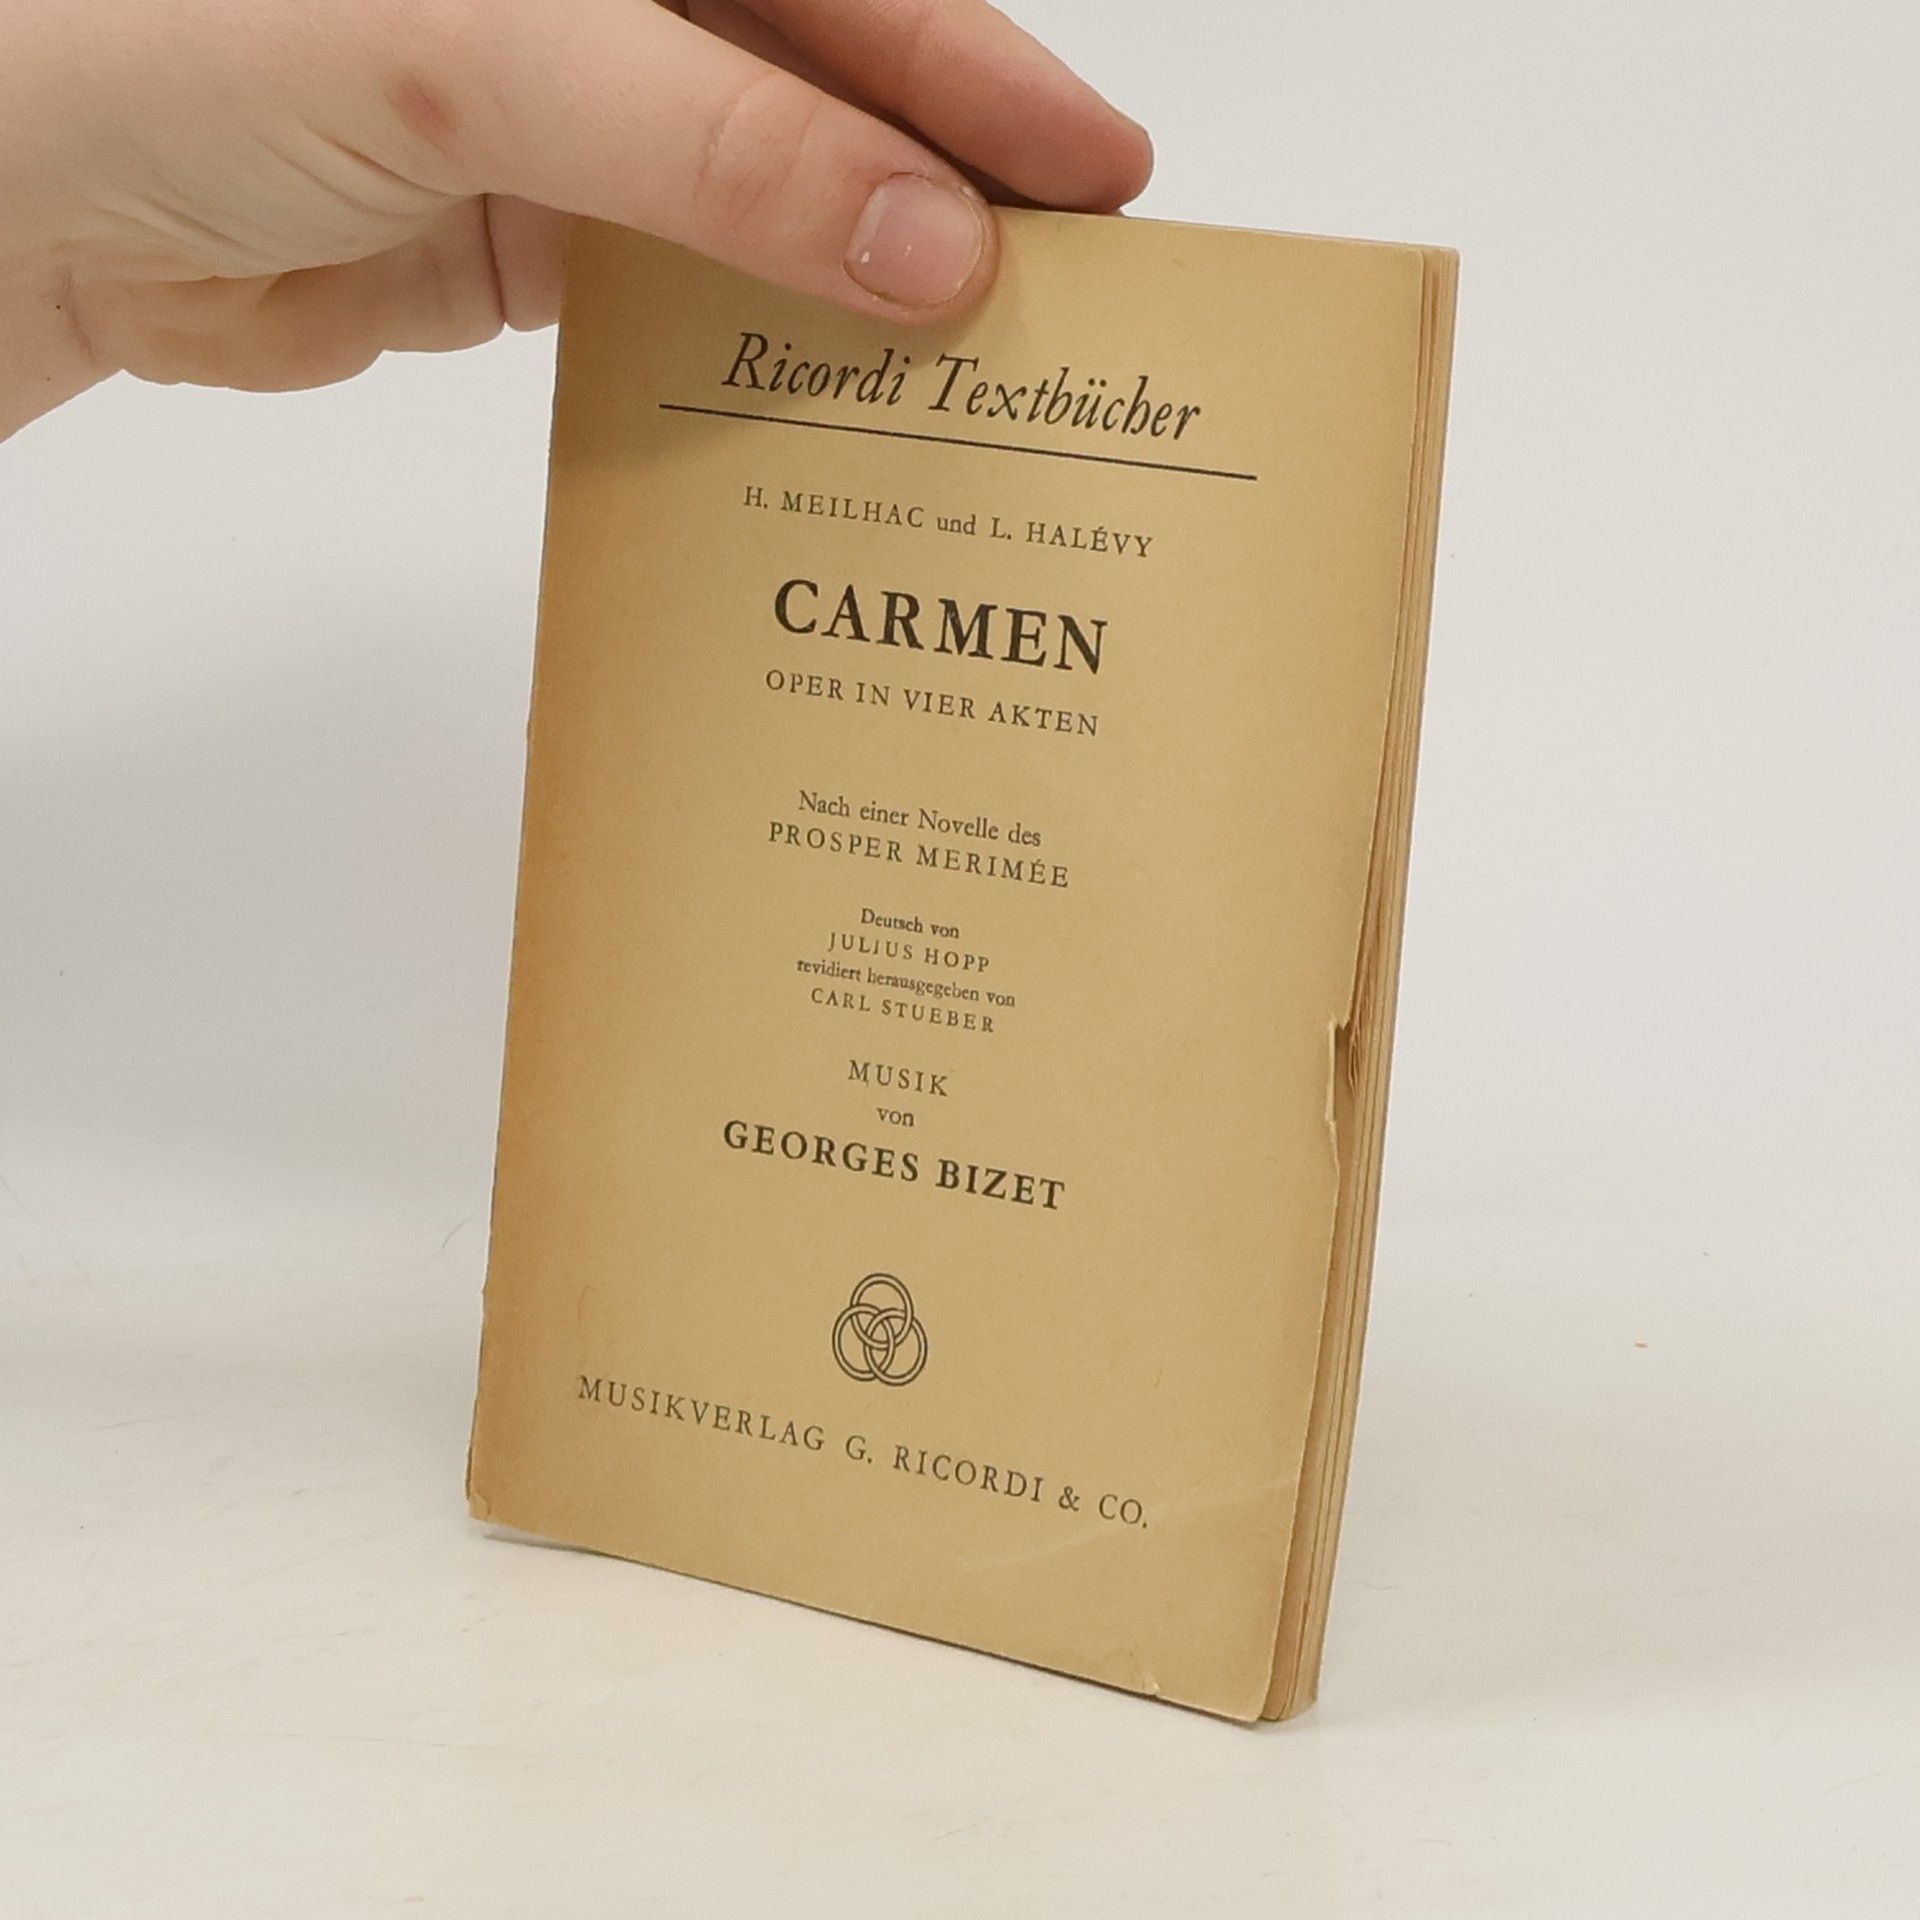 Ricordi Textbücher
H. MEILHAC und L. HALÉVY
CARMEN
OPER IN VIER AKTEN
Nach einer Novelle des
PROSPER MERIMÉE
Deutsch von
JULIUS HOPP
revidiert herausgegeben von
CARL STUEBER
MUSIK
von
GEORGES BIZET
MUSIKVERLAG G. RICORDI & CO.